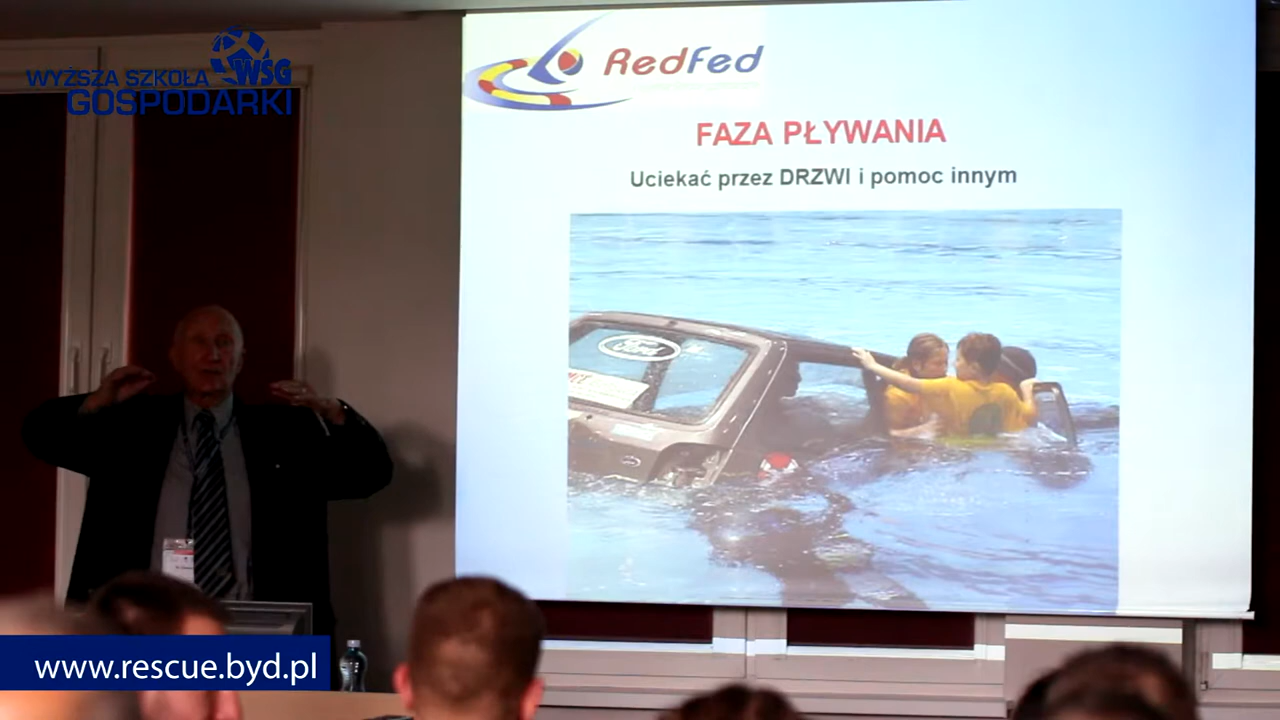 WYŻSZA SZKOŁA
WSG
GOSPODARKI
RedFed
FAZA PŁYWANIA
Uciekać przez DRZWI i pomoc innym
Ford
www.rescue.byd.pl